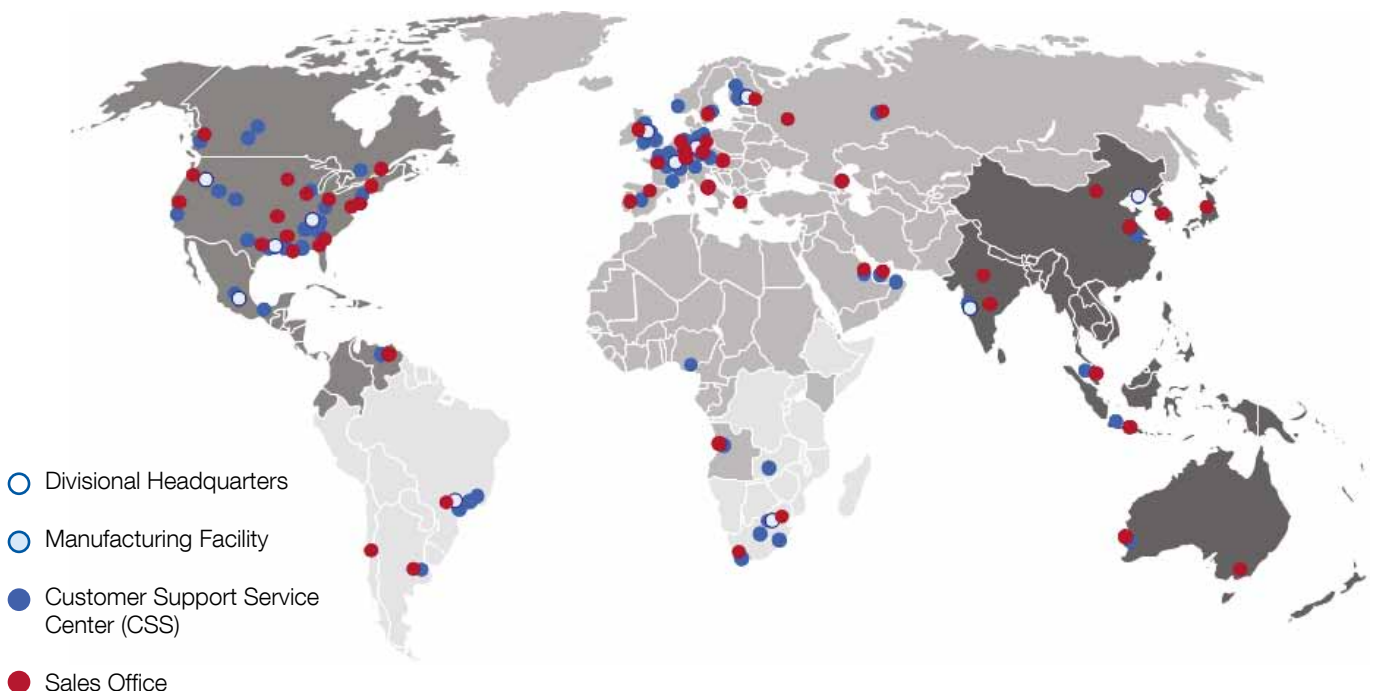 Divisional Headquarters
Manufacturing Facility
Customer Support Service
Center (CSS)
Sales Office